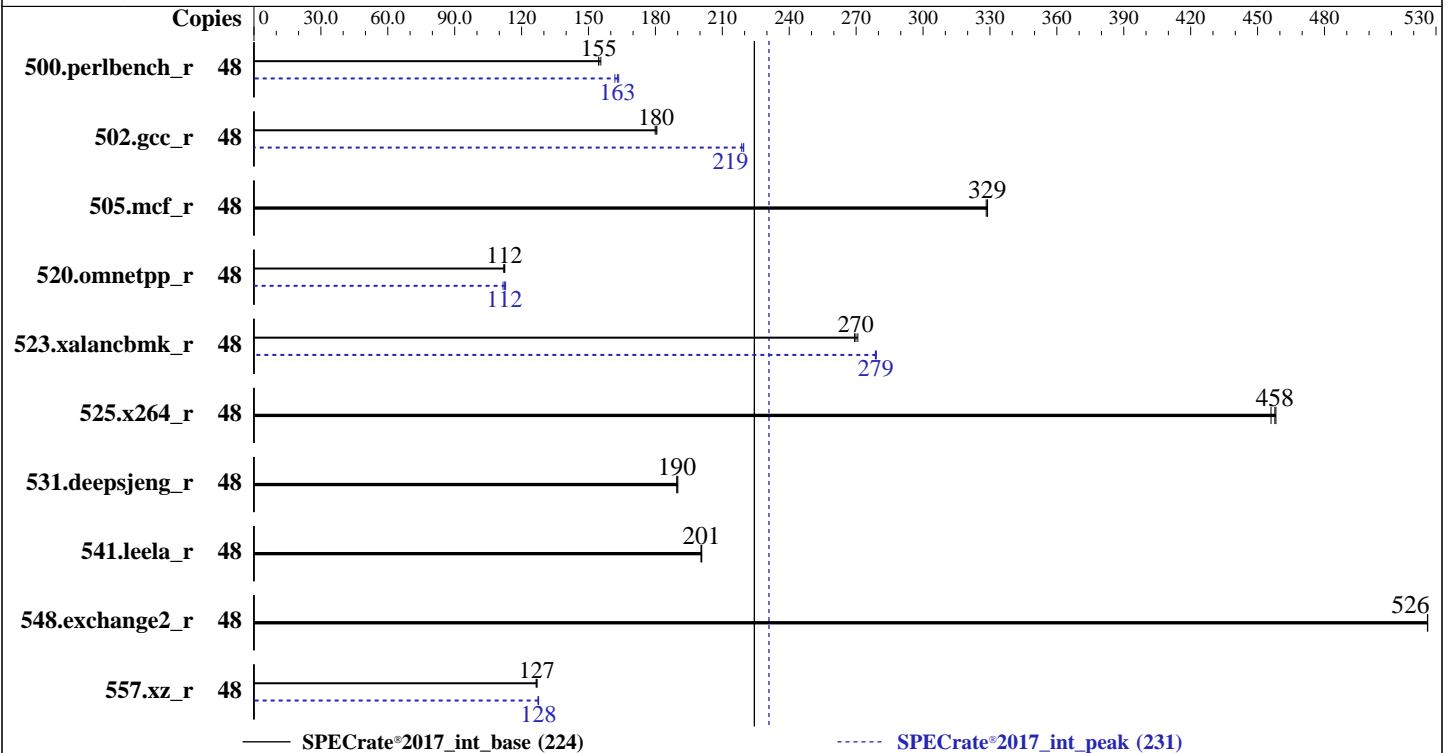 Copies 0 30.0 60.0 90.0 120 150 180 210 240 270 300 330 360 390 420 450 480 530
155
500.perlbench_r 48
163
180
502.gcc_r 48
219
329
505.mcf_r 48
112
520.omnetpp_r 48
112
270
523.xalancbmk_r 48
279
458
525.x264_r 48
190
531.deepsjeng_r 48
201
541.leela_r 48
526
548.exchange2_r 48
127
557.xz_r 48
128
SPECrate®2017_int_base (224) SPECrate®2017_int_peak (231)